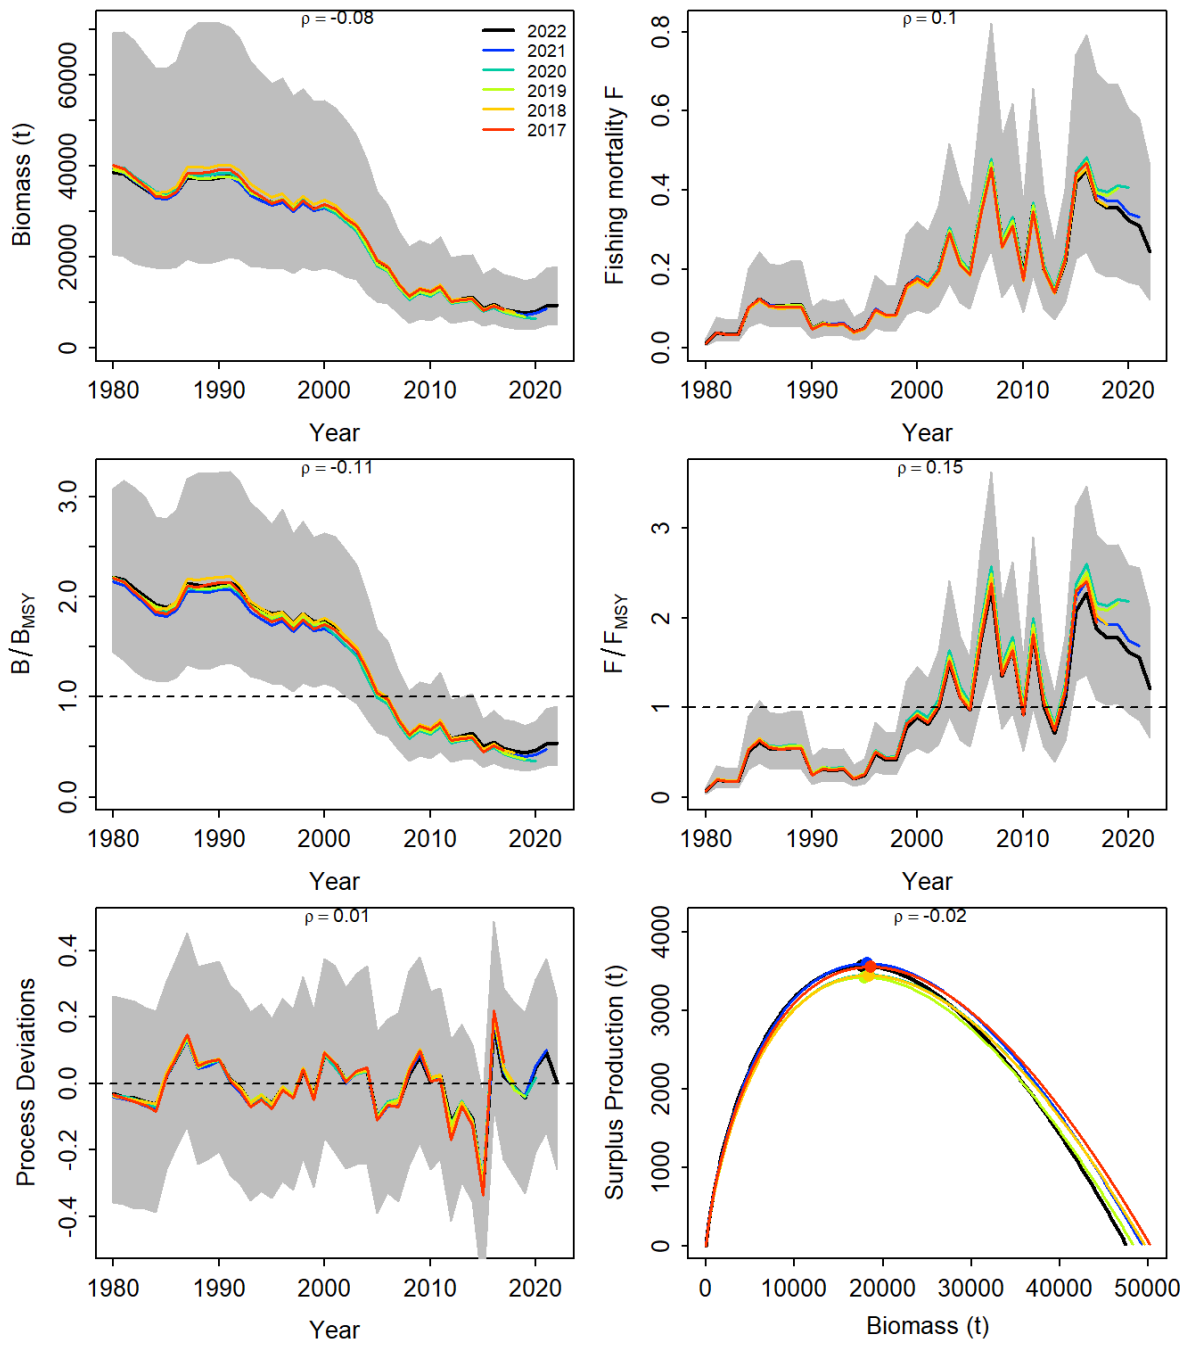 ρ = -0.08
Biomass (t)
60000
40000
20000
0
2022
2021
2020
2019
2018
2017
1980 1990 2000 2010 2020
Year
ρ = 0.1
Fishing mortality F
0.8
0.6
0.4
0.2
0.0
1980 1990 2000 2010 2020
Year
ρ = -0.11
B/BMSY
3.0
2.0
1.0
0.0
1980 1990 2000 2010 2020
Year
ρ = 0.15
F/FMSY
3
2
1
0
1980 1990 2000 2010 2020
Year
ρ = 0.01
Process Deviations
0.4
0.2
0.0
-0.2
-0.4
1980 1990 2000 2010 2020
Year
ρ = -0.02
Surplus Production (t)
4000
3000
2000
1000
0
0 10000 20000 30000 40000 50000
Biomass (t)